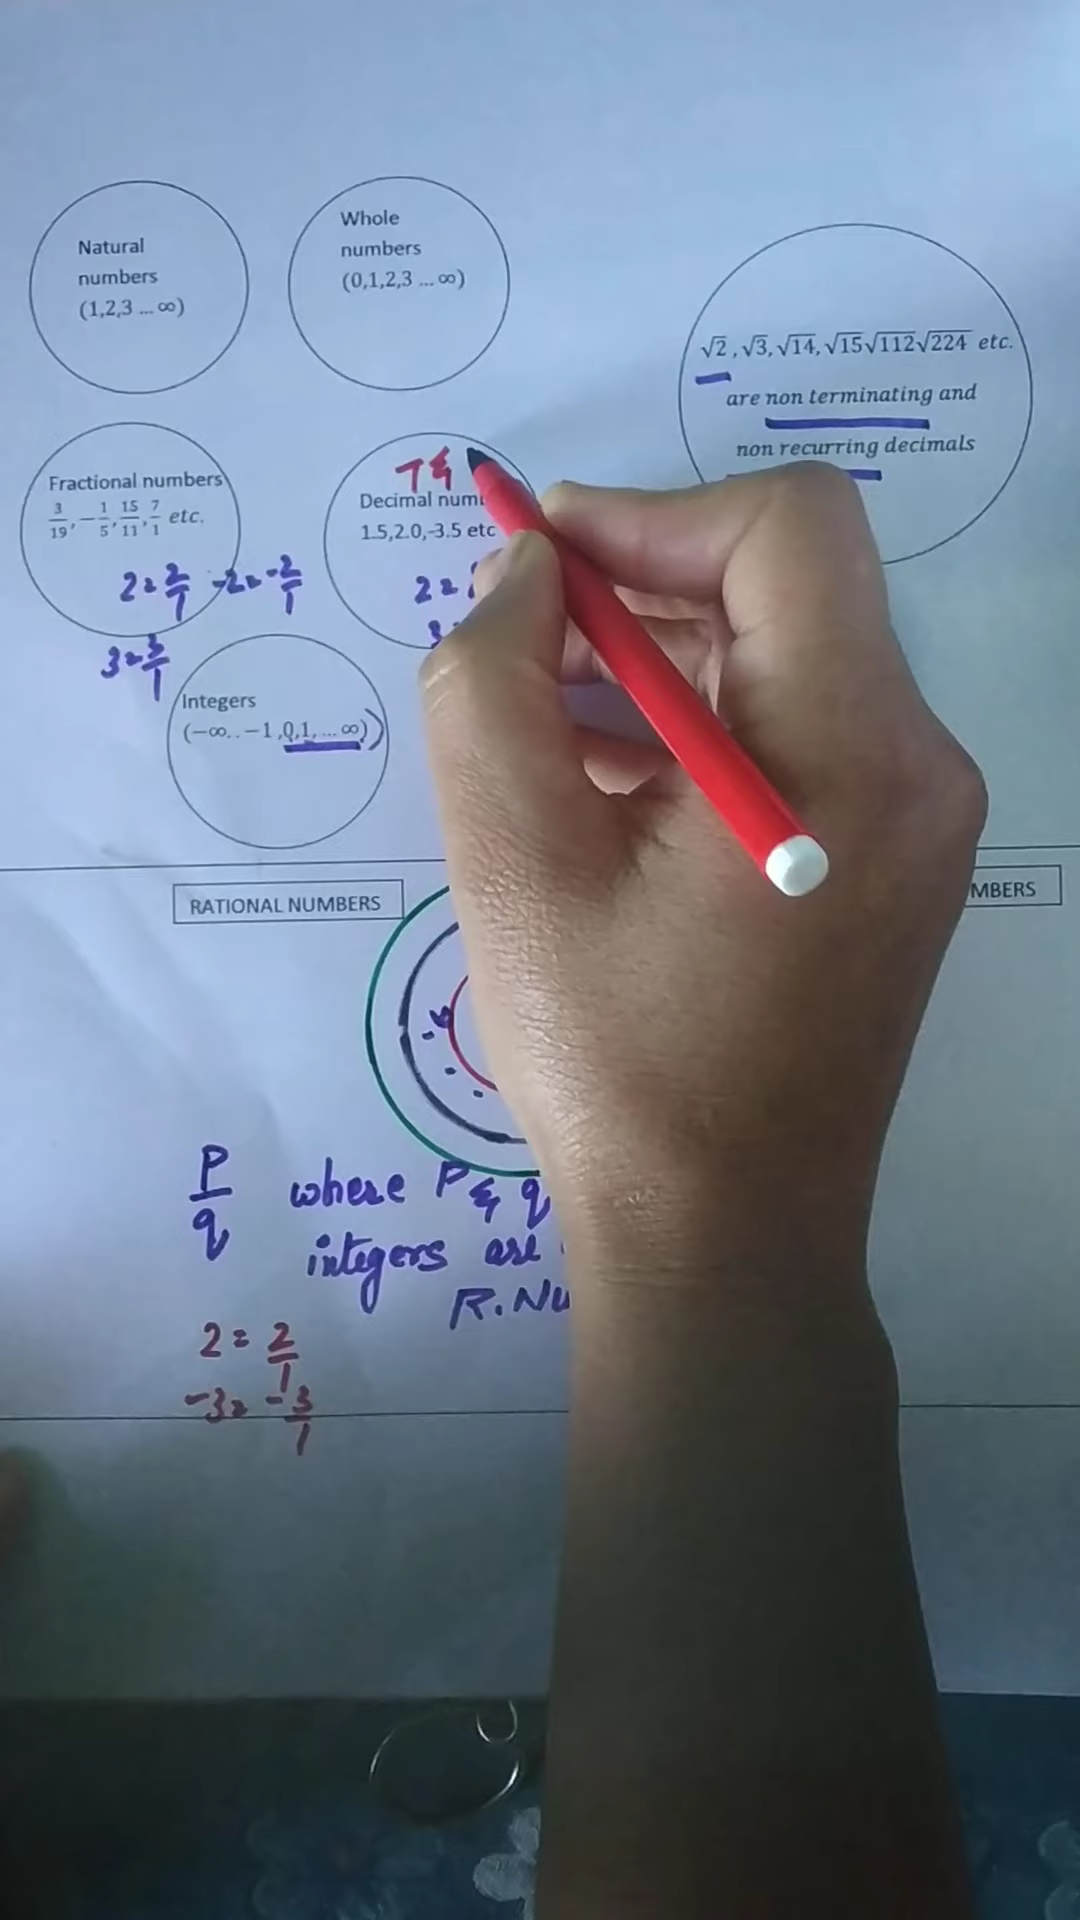 Natural
numbers
(1,2,3 ... ∞)
Whole
numbers
(0,1,2,3 ... ∞)
√2 , √3, √14, √15√112√224 etc.
are non terminating and
non recurring decimals
Fractional numbers
3/19, −1/5, 15/11, 7/1 etc.
2 = 2/1 -2 = -2/1
3 = 3/1
T &
Decimal
1.5,2.0,-3.5 etc
2 =
Integers
(−∞. . −1 ,0,1, ... ∞))
RATIONAL NUMBERS
P/q where P & q
integers are
R.
2 = 2/1
-3 = -3/1